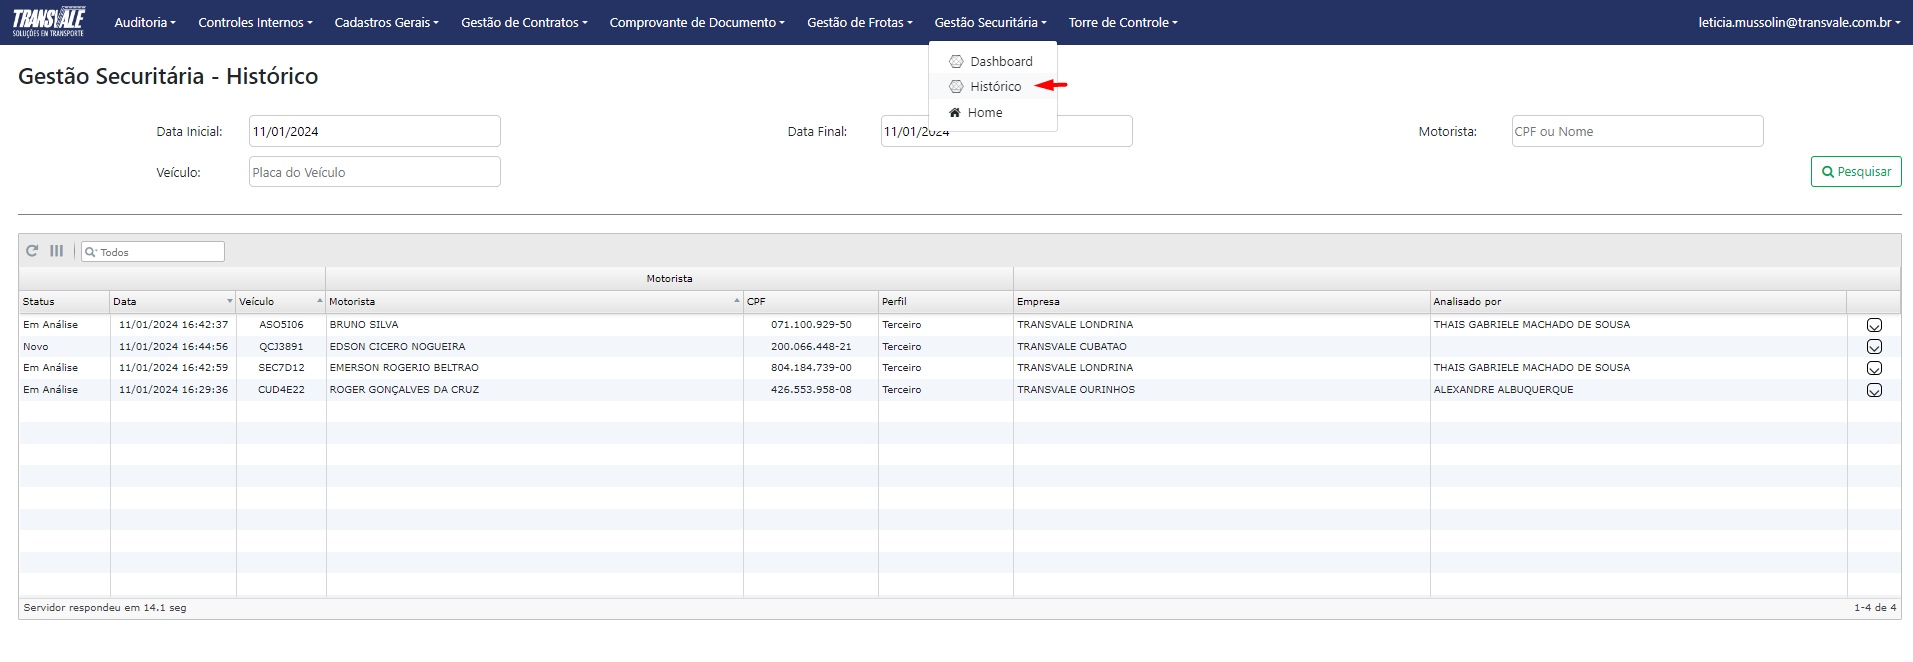 TRANSVALE
SOLUÇÕES EM TRANSPORTE
Auditoria Controles Internos Cadastros Gerais Gestão de Contratos Comprovante de Documento Gestão de Frotas Gestão Securitária Torre de Controle leticia.mussolin@transvale.com.br
Dashboard
Histórico
Home
Gestão Securitária - Histórico
Data Inicial: 11/01/2024 Data Final: 11/01/2024 Motorista: CPF ou Nome
Veículo: Placa do Veículo Pesquisar
Todos
Motorista
Status Data Veículo Motorista CPF Perfil Empresa Analisado por
Em Análise 11/01/2024 16:42:37 ASO5I06 BRUNO SILVA 071.100.929-50 Terceiro TRANSVALE LONDRINA THAIS GABRIELE MACHADO DE SOUSA
Novo 11/01/2024 16:44:56 QCJ3891 EDSON CICERO NOGUEIRA 200.066.448-21 Terceiro TRANSVALE CUBATAO
Em Análise 11/01/2024 16:42:59 SEC7D12 EMERSON ROGERIO BELTRAO 804.184.739-00 Terceiro TRANSVALE LONDRINA THAIS GABRIELE MACHADO DE SOUSA
Em Análise 11/01/2024 16:29:36 CUD4E22 ROGER GONÇALVES DA CRUZ 426.553.958-08 Terceiro TRANSVALE OURINHOS ALEXANDRE ALBUQUERQUE
Servidor respondeu em 14.1 seg 1-4 de 4